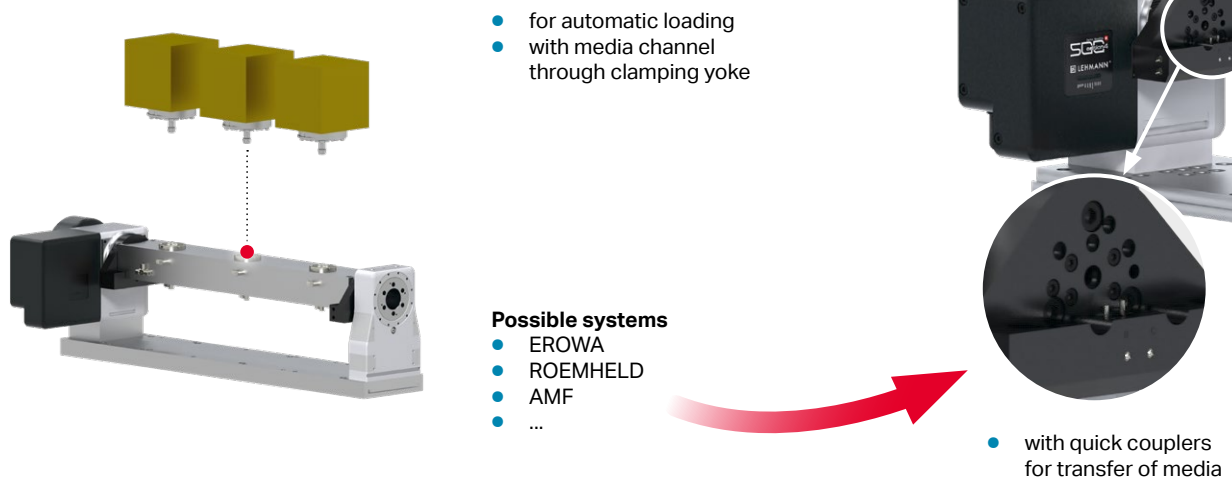 for automatic loading
with media channel
through clamping yoke
LEHMANN
Possible systems
EROWA
ROEMHELD
AMF
...
with quick couplers
for transfer of media